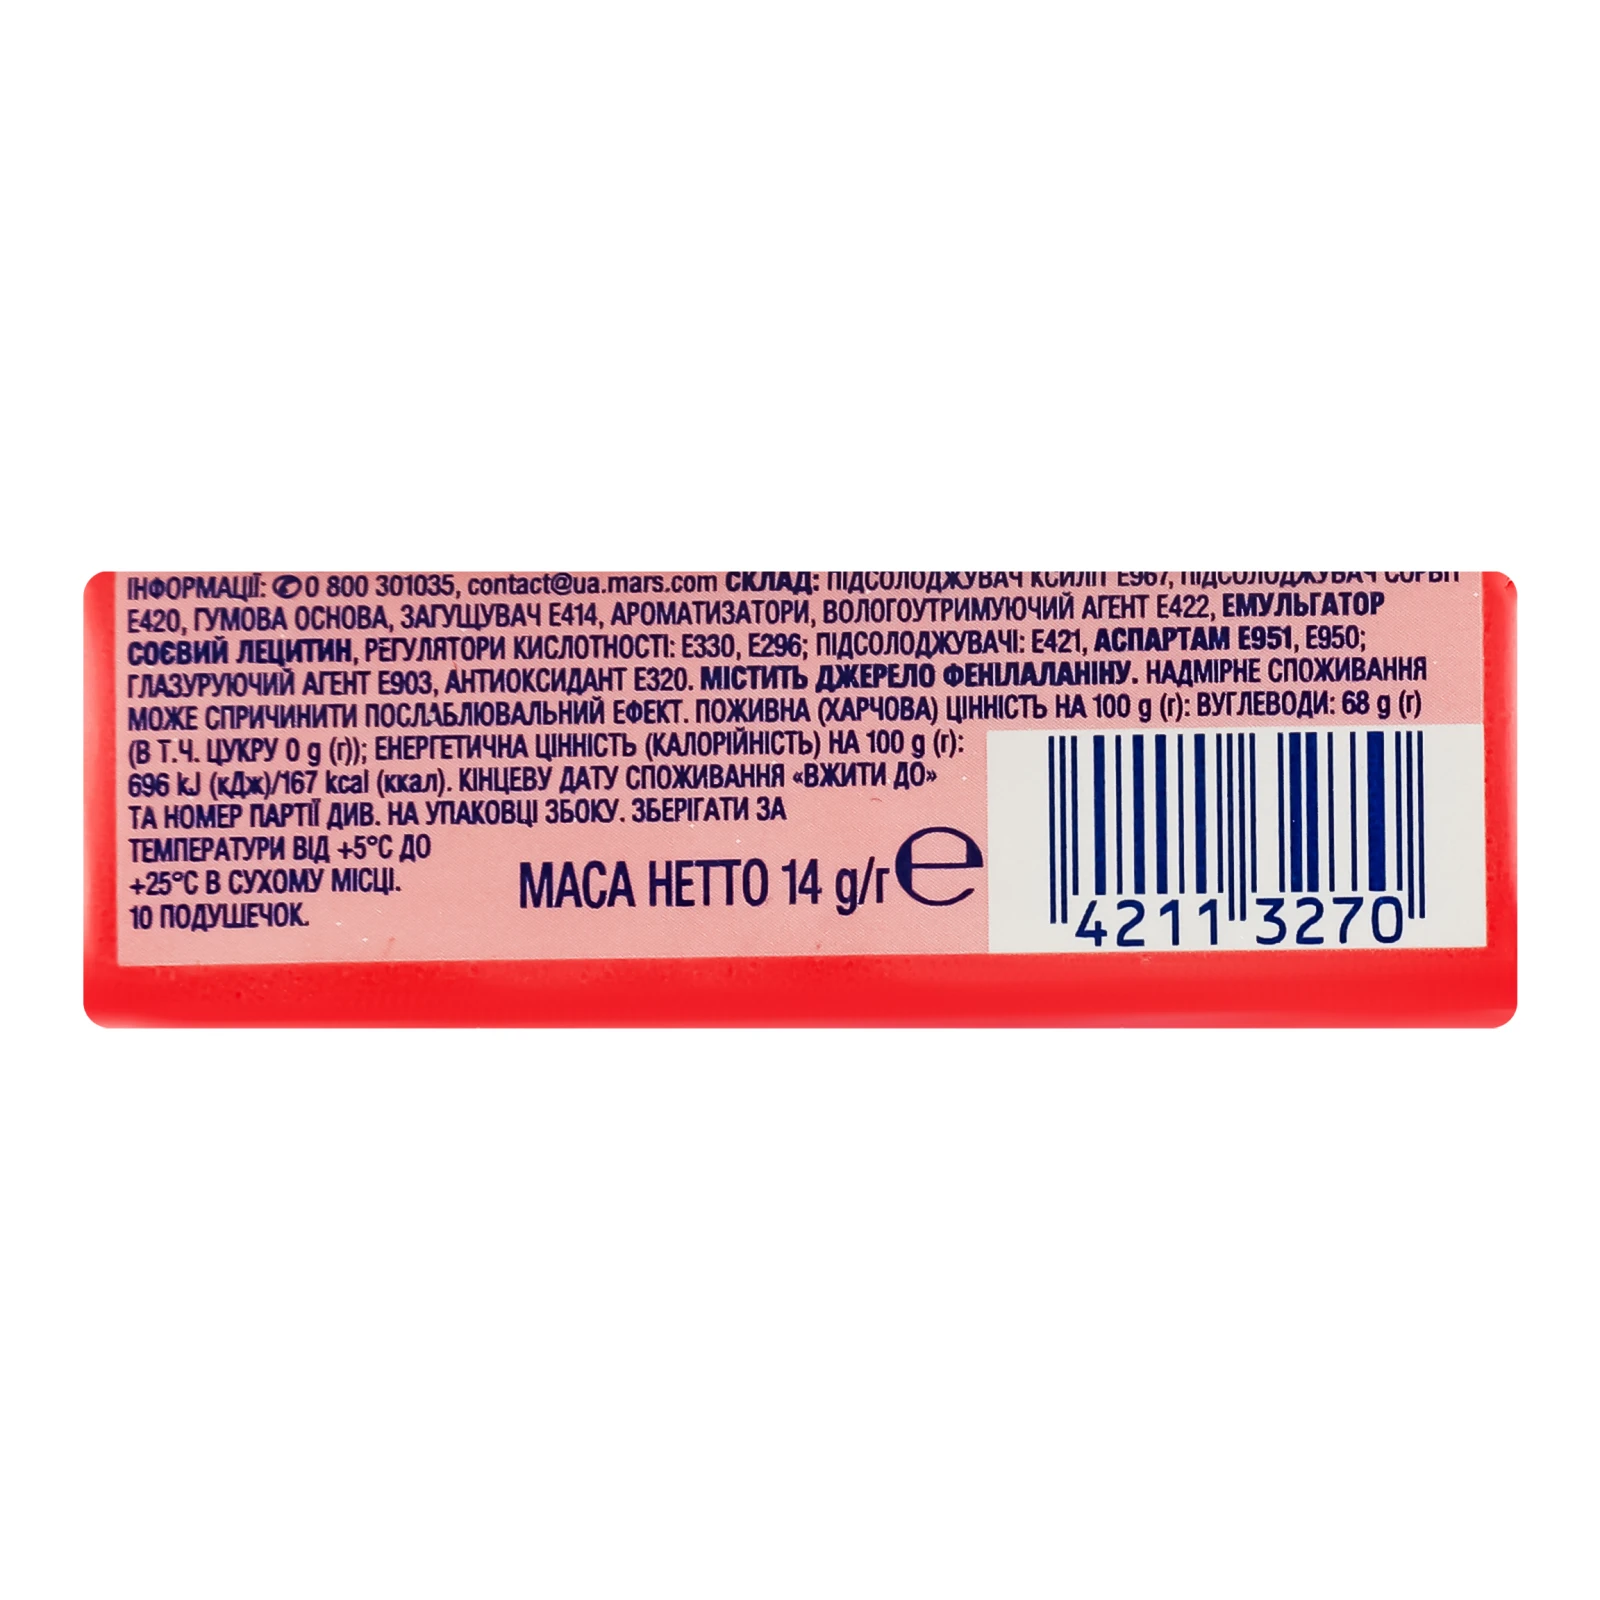 ІНФОРМАЦІЇ: ✆0 800 301035, contact@ua.mars.com СКЛАД: ПІДСОЛОДЖУВАЧ КСИЛІТ Е967, ПІДСОЛОДЖУВАЧ СОРБІТ
Е420, ГУМОВА ОСНОВА, ЗАГУЩУВАЧ Е414, АРОМАТИЗАТОРИ, ВОЛОГОУТРИМУЮЧИЙ АГЕНТ Е422, ЕМУЛЬГАТОР
СОЄВИЙ ЛЕЦИТИН, РЕГУЛЯТОРИ КИСЛОТНОСТІ: Е330, Е296; ПІДСОЛОДЖУВАЧІ: Е421, АСПАРТАМ Е951, Е950;
ГЛАЗУРУЮЧИЙ АГЕНТ Е903, АНТИОКСИДАНТ Е320. МІСТИТЬ ДЖЕРЕЛО ФЕНІЛАЛАНІНУ. НАДМІРНЕ СПОЖИВАННЯ
МОЖЕ СПРИЧИНИТИ ПОСЛАБЛЮВАЛЬНИЙ ЕФЕКТ. ПОЖИВНА (ХАРЧОВА) ЦІННІСТЬ НА 100 g (г): ВУГЛЕВОДИ: 68 g (г)
(В Т.Ч. ЦУКРУ 0 g (г)); ЕНЕРГЕТИЧНА ЦІННІСТЬ (КАЛОРІЙНІСТЬ) НА 100 g (г):
696 kJ (кДж)/167 kcal (ккал). КІНЦЕВУ ДАТУ СПОЖИВАННЯ «ВЖИТИ ДО»
ТА НОМЕР ПАРТІЇ ДИВ. НА УПАКОВЦІ ЗБОКУ. ЗБЕРІГАТИ ЗА
ТЕМПЕРАТУРИ ВІД +5°С ДО
+25°С В СУХОМУ МІСЦІ.
10 ПОДУШЕЧОК.
МАСА НЕТТО 14 g/г ℮
4211 3270